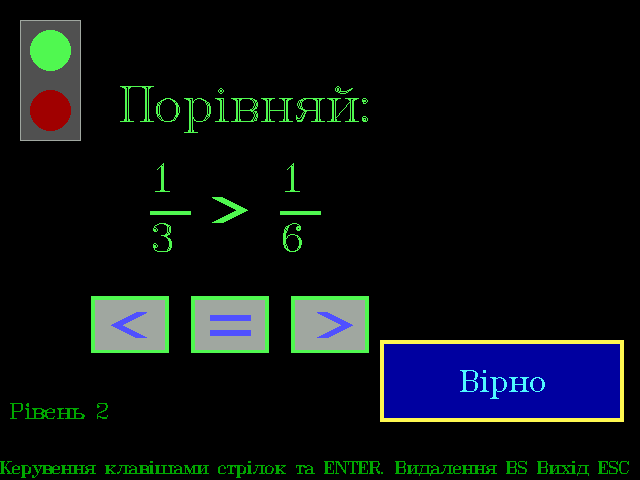 Порівняй:
1/3 > 1/6
< = >
Вірно
Рівень 2
Керування клавішами стрілок та ENTER. Видалення BS Вихід ESC